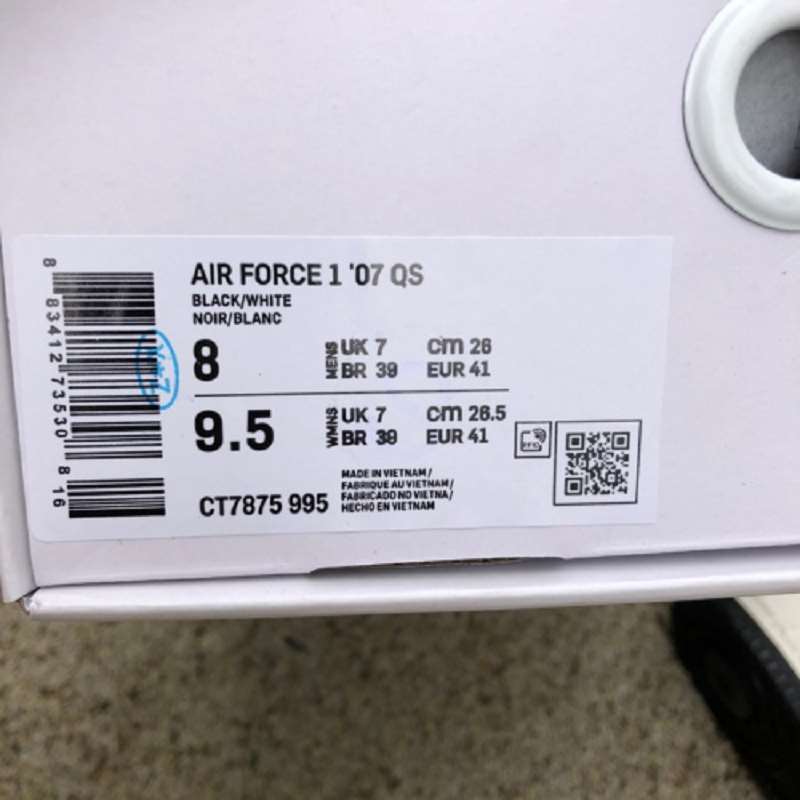 AIR FORCE 1 '07 QS
BLACK/WHITE
NOIR/BLANC
8 MENS UK 7 cm 26
BR 39 EUR 41
9.5 WMNS UK 7 cm 26.5
BR 39 EUR 41
CT7875 995
MADE IN VIETNAM/
FABRIQUE AU VIETNAM/
FABRICADO NO VIETNA/
HECHO EN VIETNAM
8 83412 73530 8 16